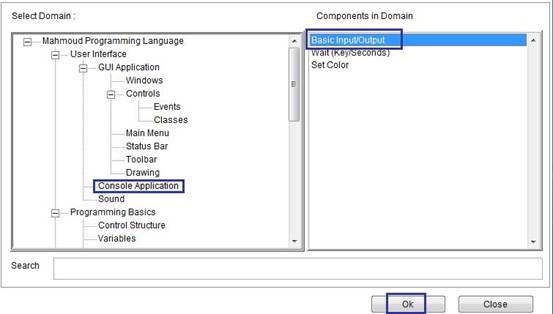 Select Domain :
Components in Domain
Mahmoud Programming Language
User Interface
GUI Application
Windows
Controls
Events
Classes
Main Menu
Status Bar
Toolbar
Drawing
Console Application
Sound
Programming Basics
Control Structure
Variables
Basic Input/Output
Wait (Key/Seconds)
Set Color
Search
Ok
Close